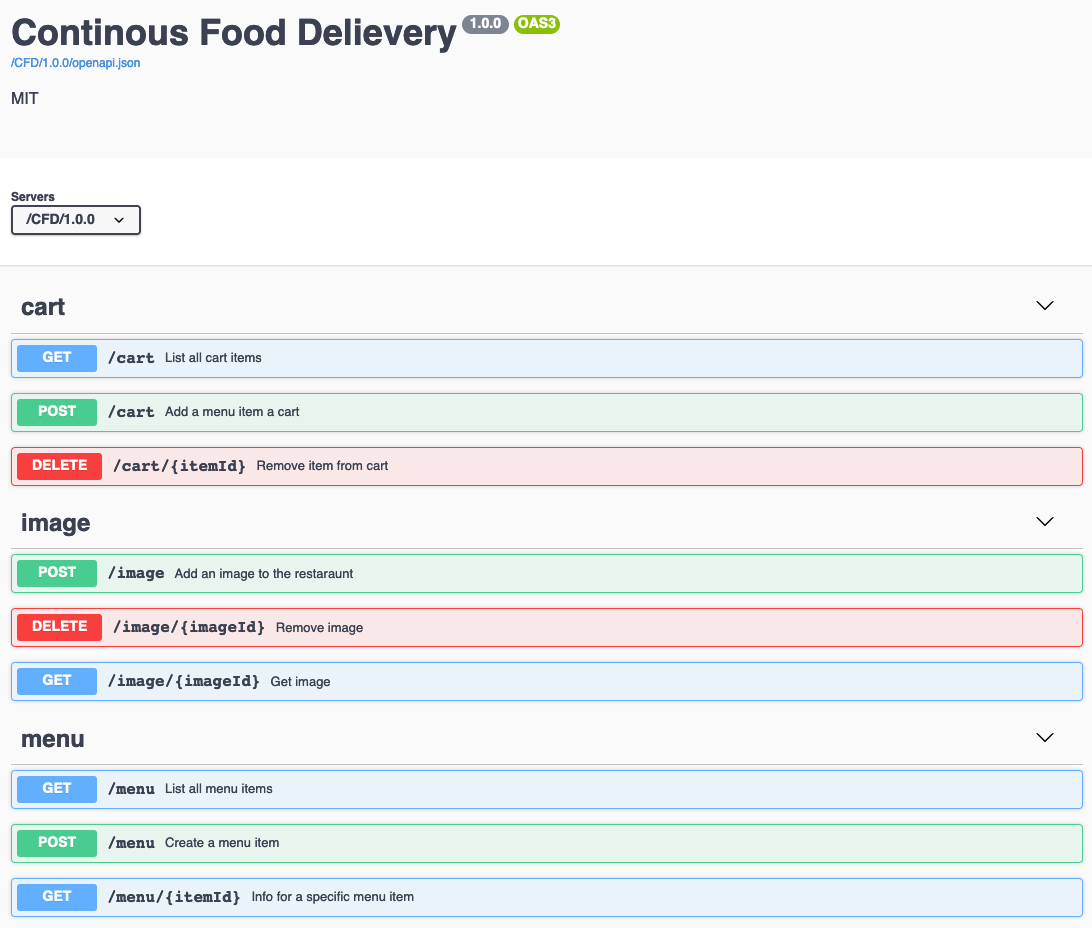 Continous Food Delievery 1.0.0 OAS3
/CFD/1.0.0/openapi.json
MIT
Servers
/CFD/1.0.0
cart
GET /cart List all cart items
POST /cart Add a menu item a cart
DELETE /cart/{itemId} Remove item from cart
image
POST /image Add an image to the restaraunt
DELETE /image/{imageId} Remove image
GET /image/{imageId} Get image
menu
GET /menu List all menu items
POST /menu Create a menu item
GET /menu/{itemId} Info for a specific menu item